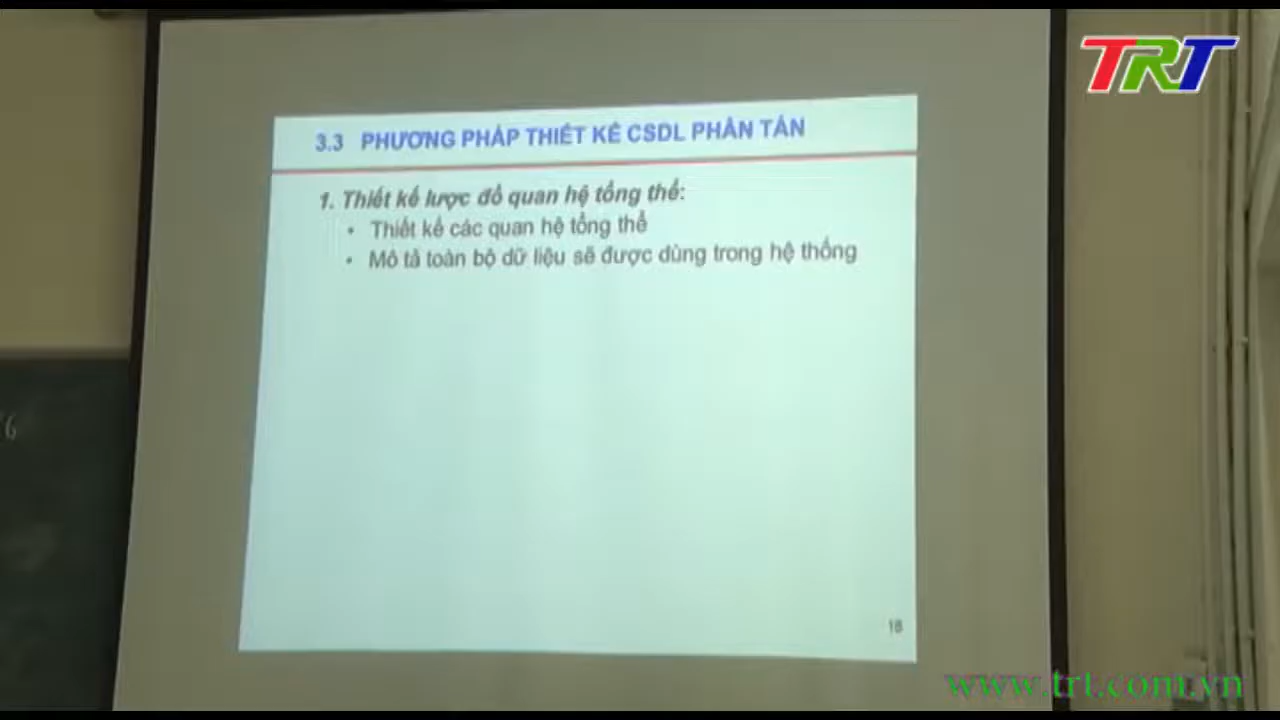 TRT
3.3 PHƯƠNG PHÁP THIẾT KẾ CSDL PHÂN TÁN
1. Thiết kế lược đồ quan hệ tổng thể:
• Thiết kế các quan hệ tổng thể
• Mô tả toàn bộ dữ liệu sẽ được dùng trong hệ thống
6
18
www.trt.com.vn